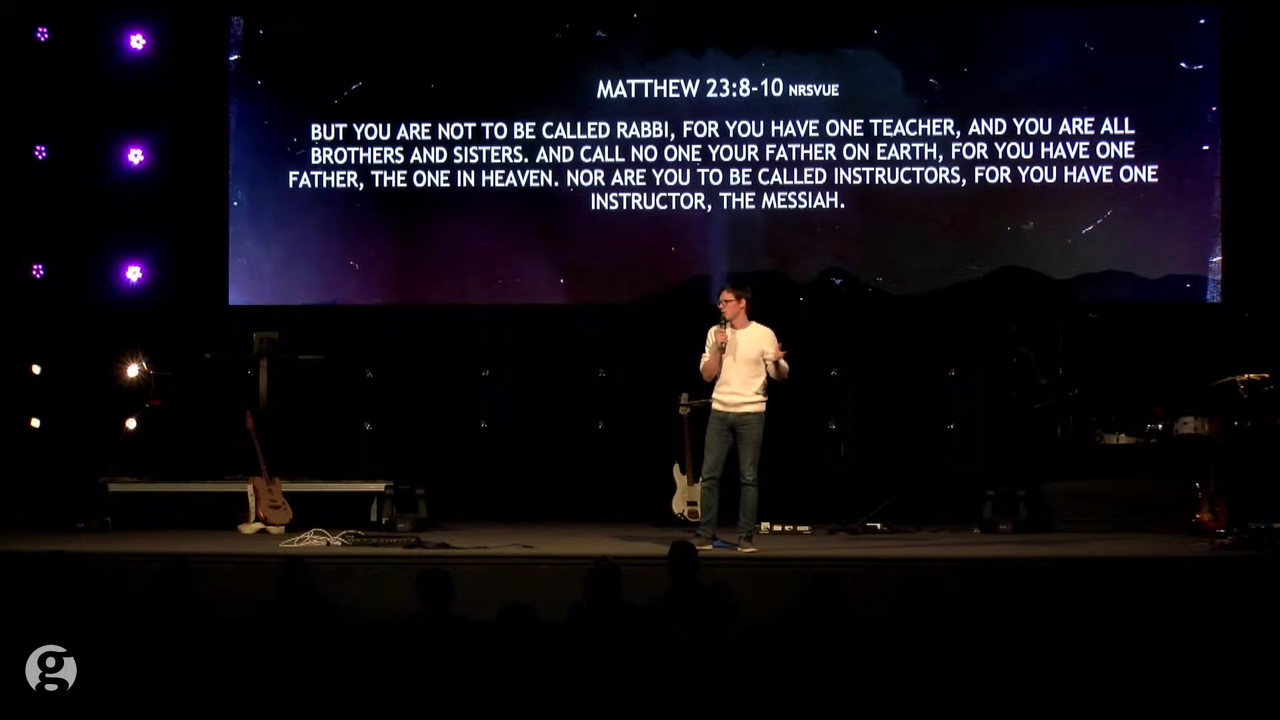 MATTHEW 23:8-10 NRSVUE
BUT YOU ARE NOT TO BE CALLED RABBI, FOR YOU HAVE ONE TEACHER, AND YOU ARE ALL
BROTHERS AND SISTERS. AND CALL NO ONE YOUR FATHER ON EARTH, FOR YOU HAVE ONE
FATHER, THE ONE IN HEAVEN. NOR ARE YOU TO BE CALLED INSTRUCTORS, FOR YOU HAVE ONE
INSTRUCTOR, THE MESSIAH.
g